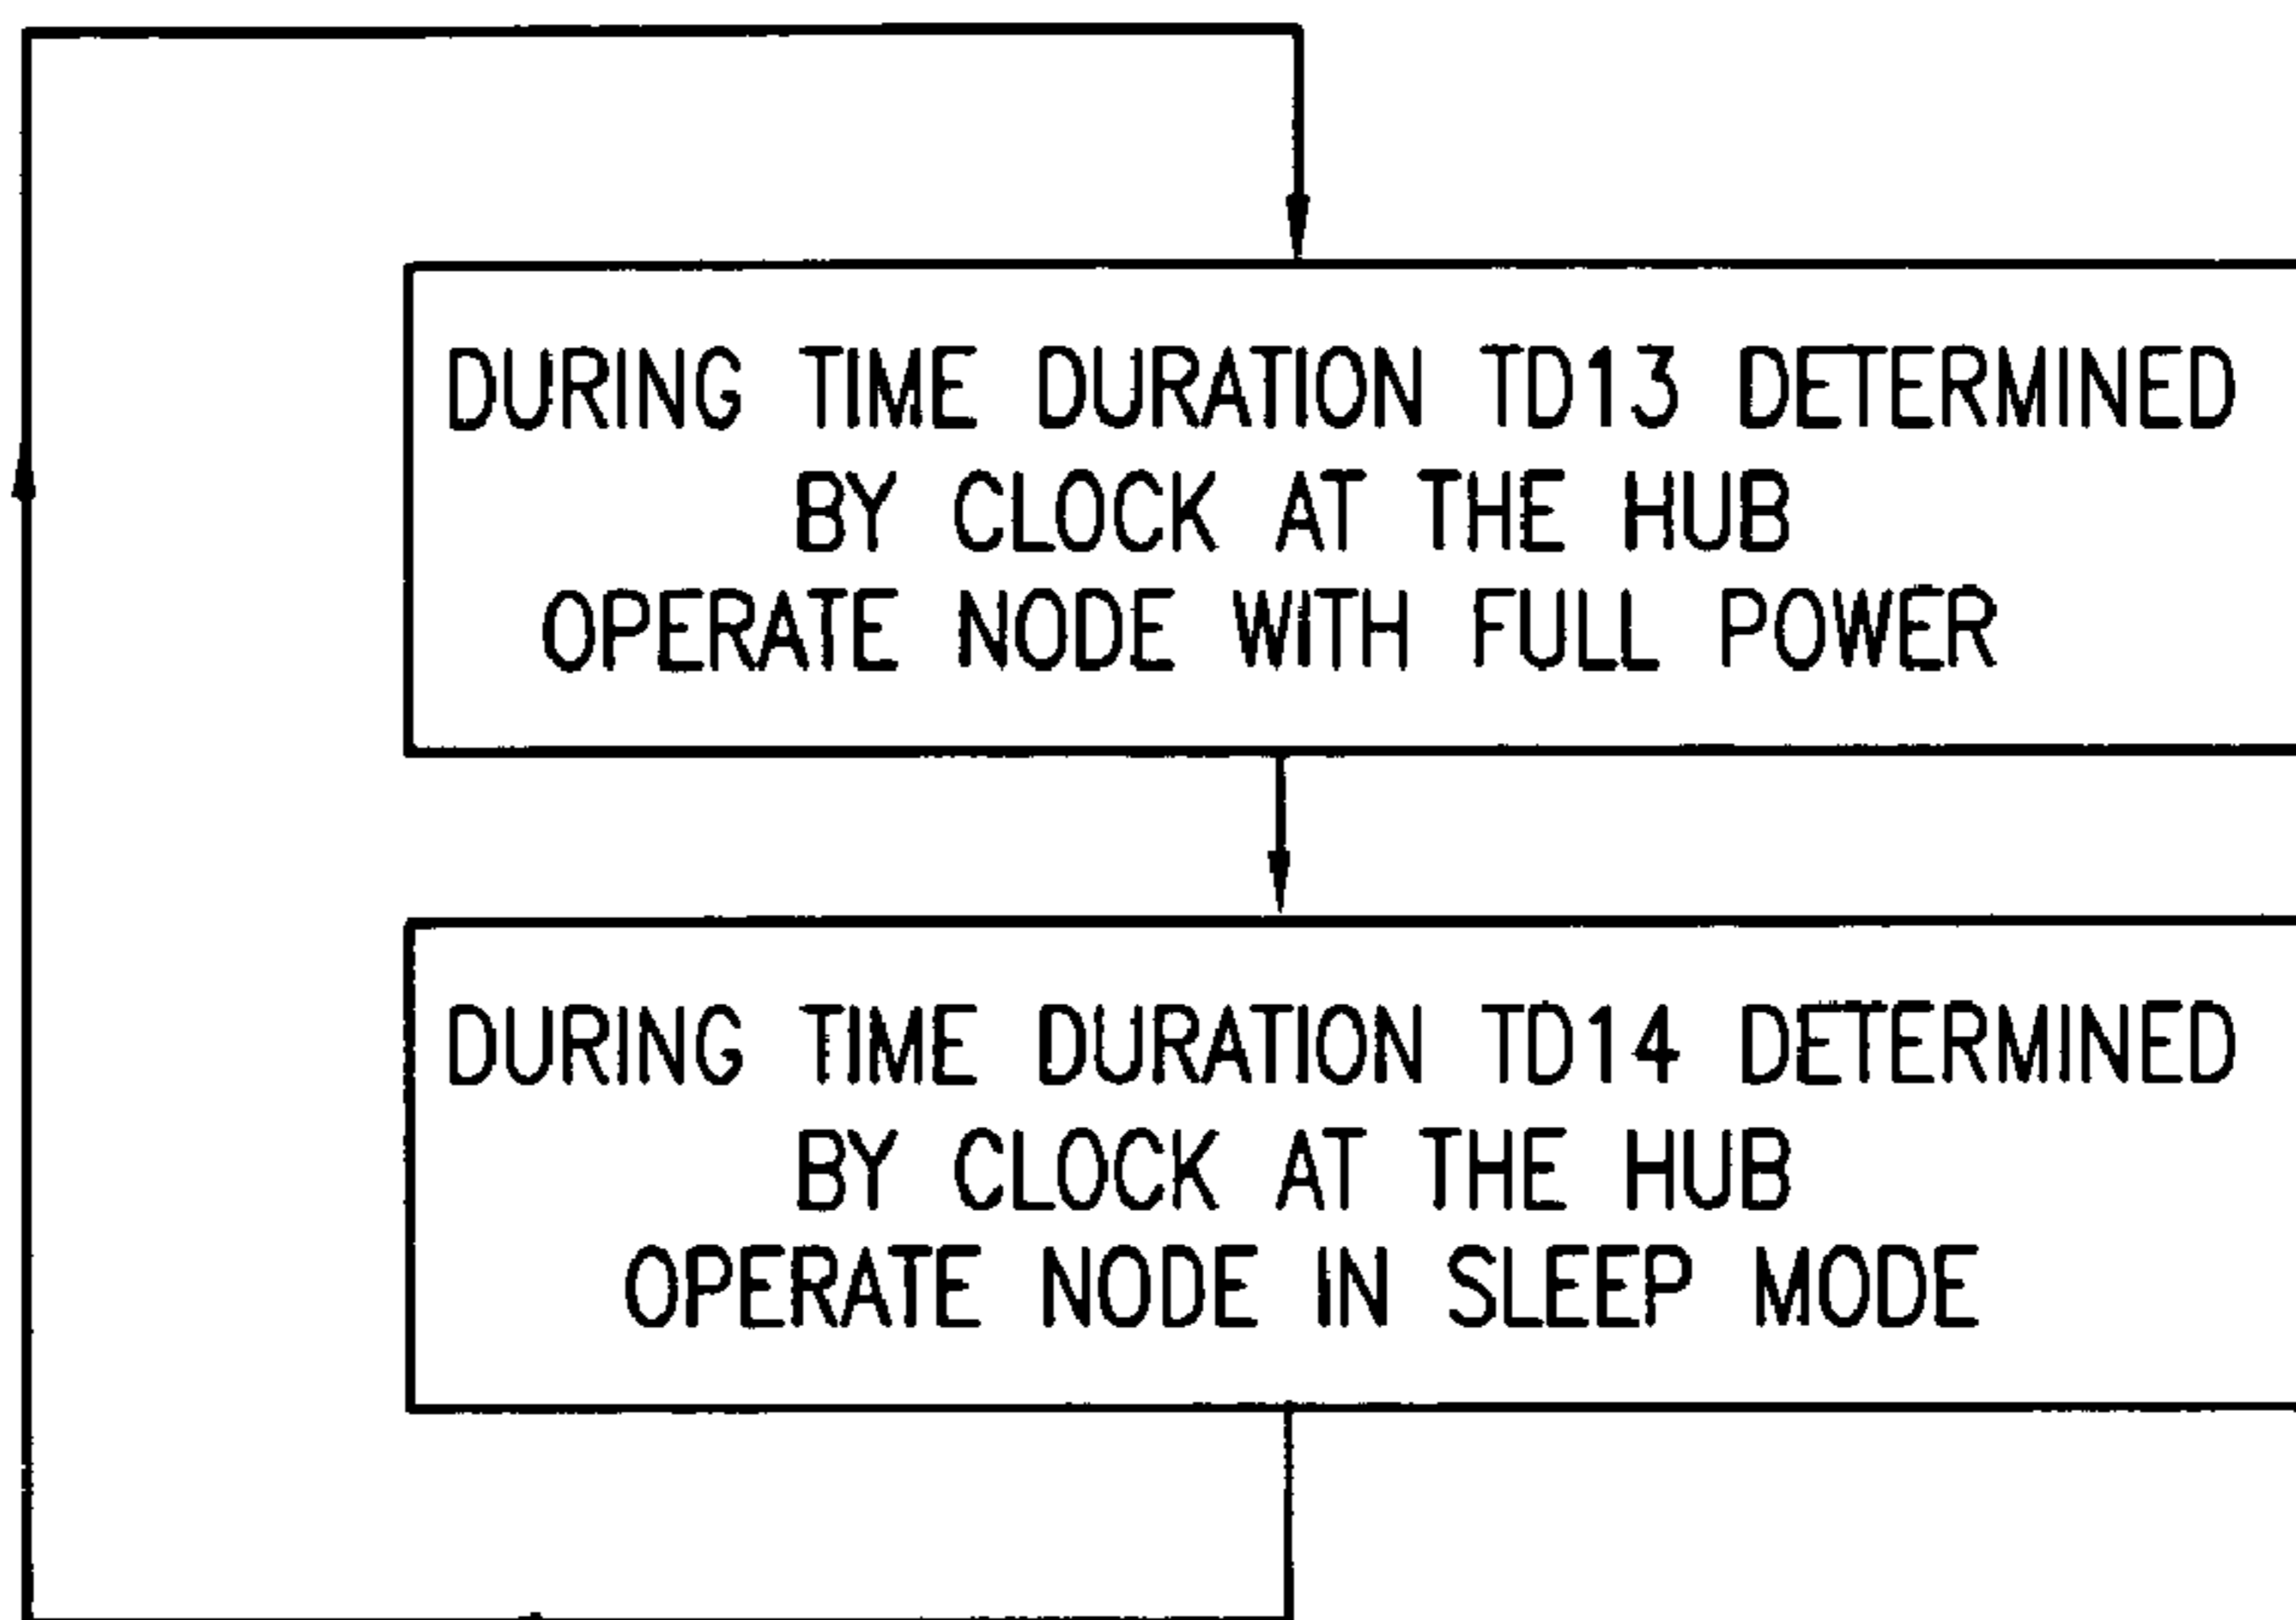 DURING TIME DURATION TD13 DETERMINED
BY CLOCK AT THE HUB
OPERATE NODE WITH FULL POWER
DURING TIME DURATION TD14 DETERMINED
BY CLOCK AT THE HUB
OPERATE NODE IN SLEEP MODE